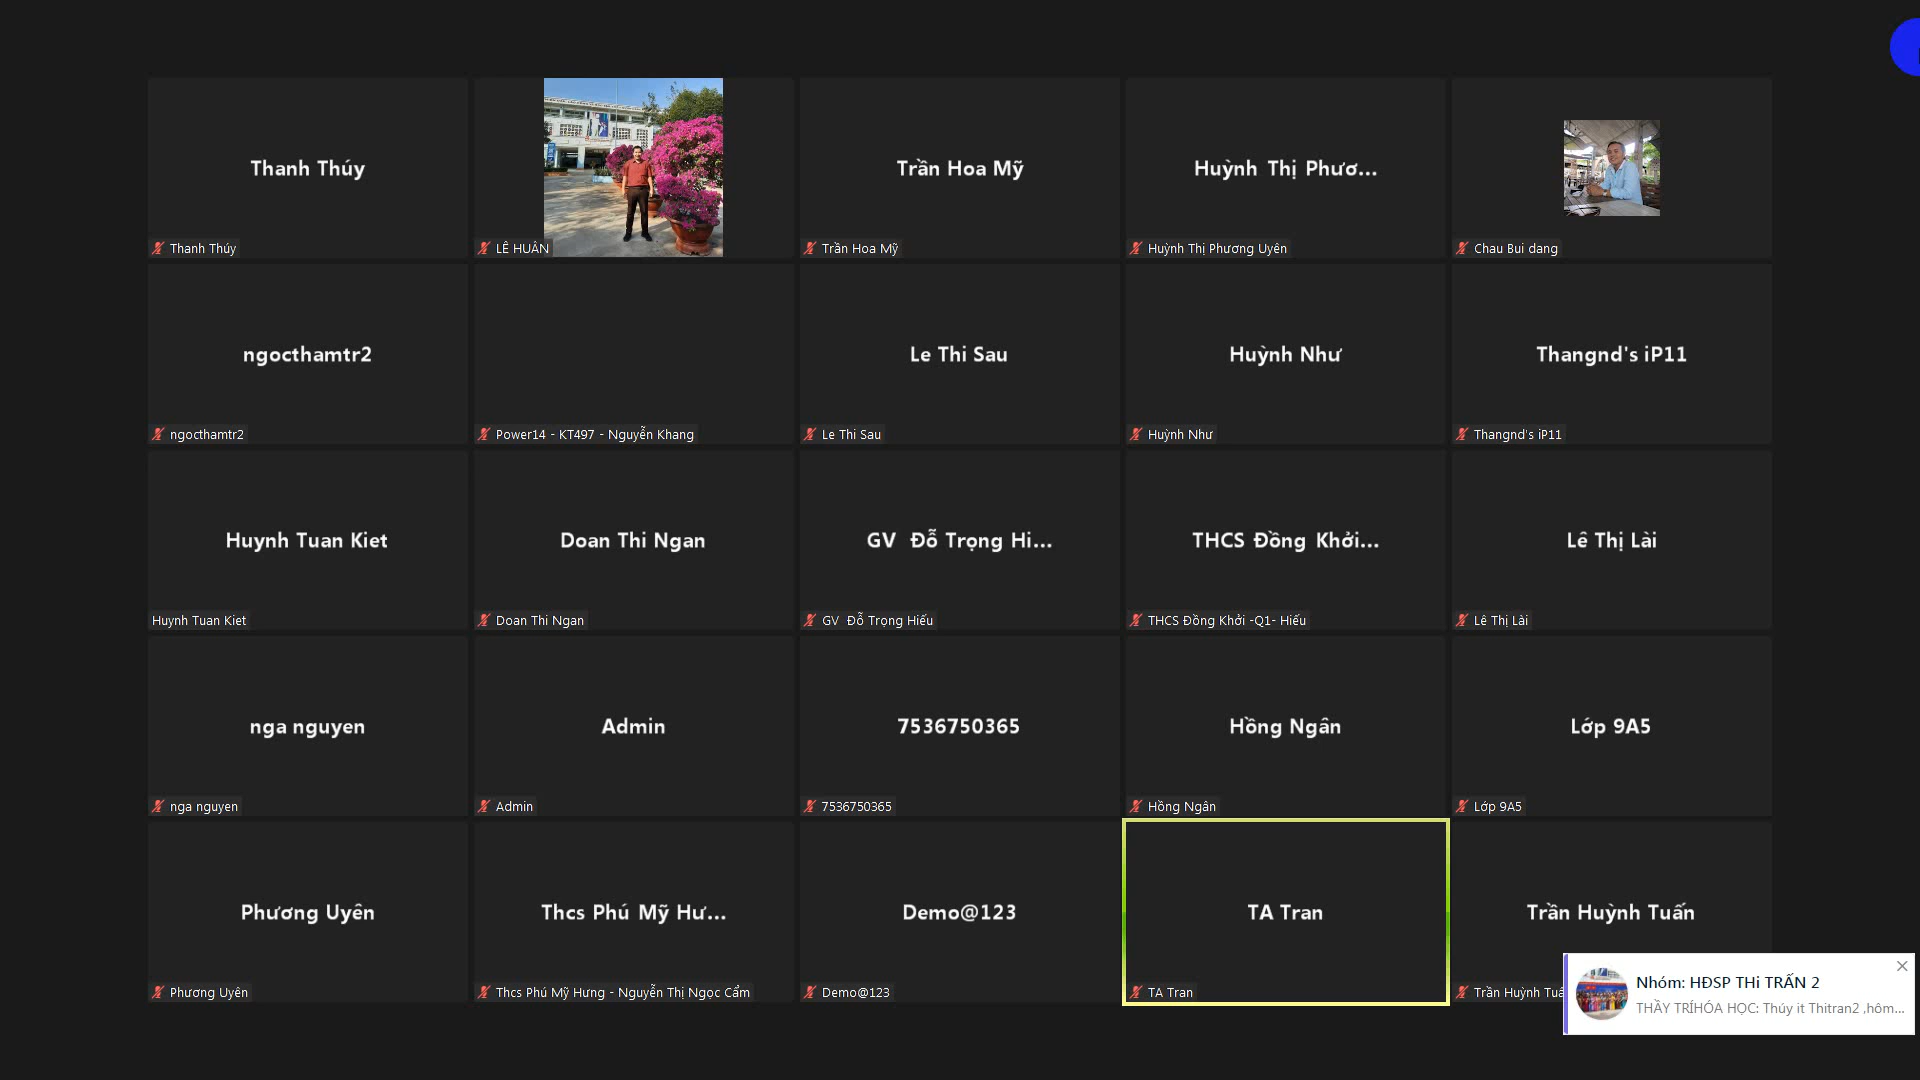 Thanh Thúy
Trần Hoa Mỹ
Huỳnh Thị Phươ...
Thanh Thúy
LÊ HUÂN
Trần Hoa Mỹ
Huỳnh Thị Phương Uyên
Chau Bui dang
ngocthamtr2
Le Thi Sau
Huỳnh Như
Thangnd's iP11
ngocthamtr2
Power14 - KT497 - Nguyễn Khang
Le Thi Sau
Huỳnh Như
Thangnd's iP11
Huynh Tuan Kiet
Doan Thi Ngan
GV Đỗ Trọng Hi...
THCS Đồng Khởi...
Lê Thị Lài
Huynh Tuan Kiet
Doan Thi Ngan
GV Đỗ Trọng Hiếu
THCS Đồng Khởi -Q1- Hiếu
Lê Thị Lài
nga nguyen
Admin
7536750365
Hồng Ngân
Lớp 9A5
nga nguyen
Admin
7536750365
Hồng Ngân
Lớp 9A5
Phương Uyên
Thcs Phú Mỹ Hư...
Demo@123
TA Tran
Trần Huỳnh Tuấn
Phương Uyên
Thcs Phú Mỹ Hưng - Nguyễn Thị Ngọc Cẩm
Demo@123
TA Tran
Trần Huỳnh Tuấ
Nhóm: HĐSP THi TRẤN 2
THẦY TRÍHÓA HỌC: Thúy it Thitran2 ,hôm...